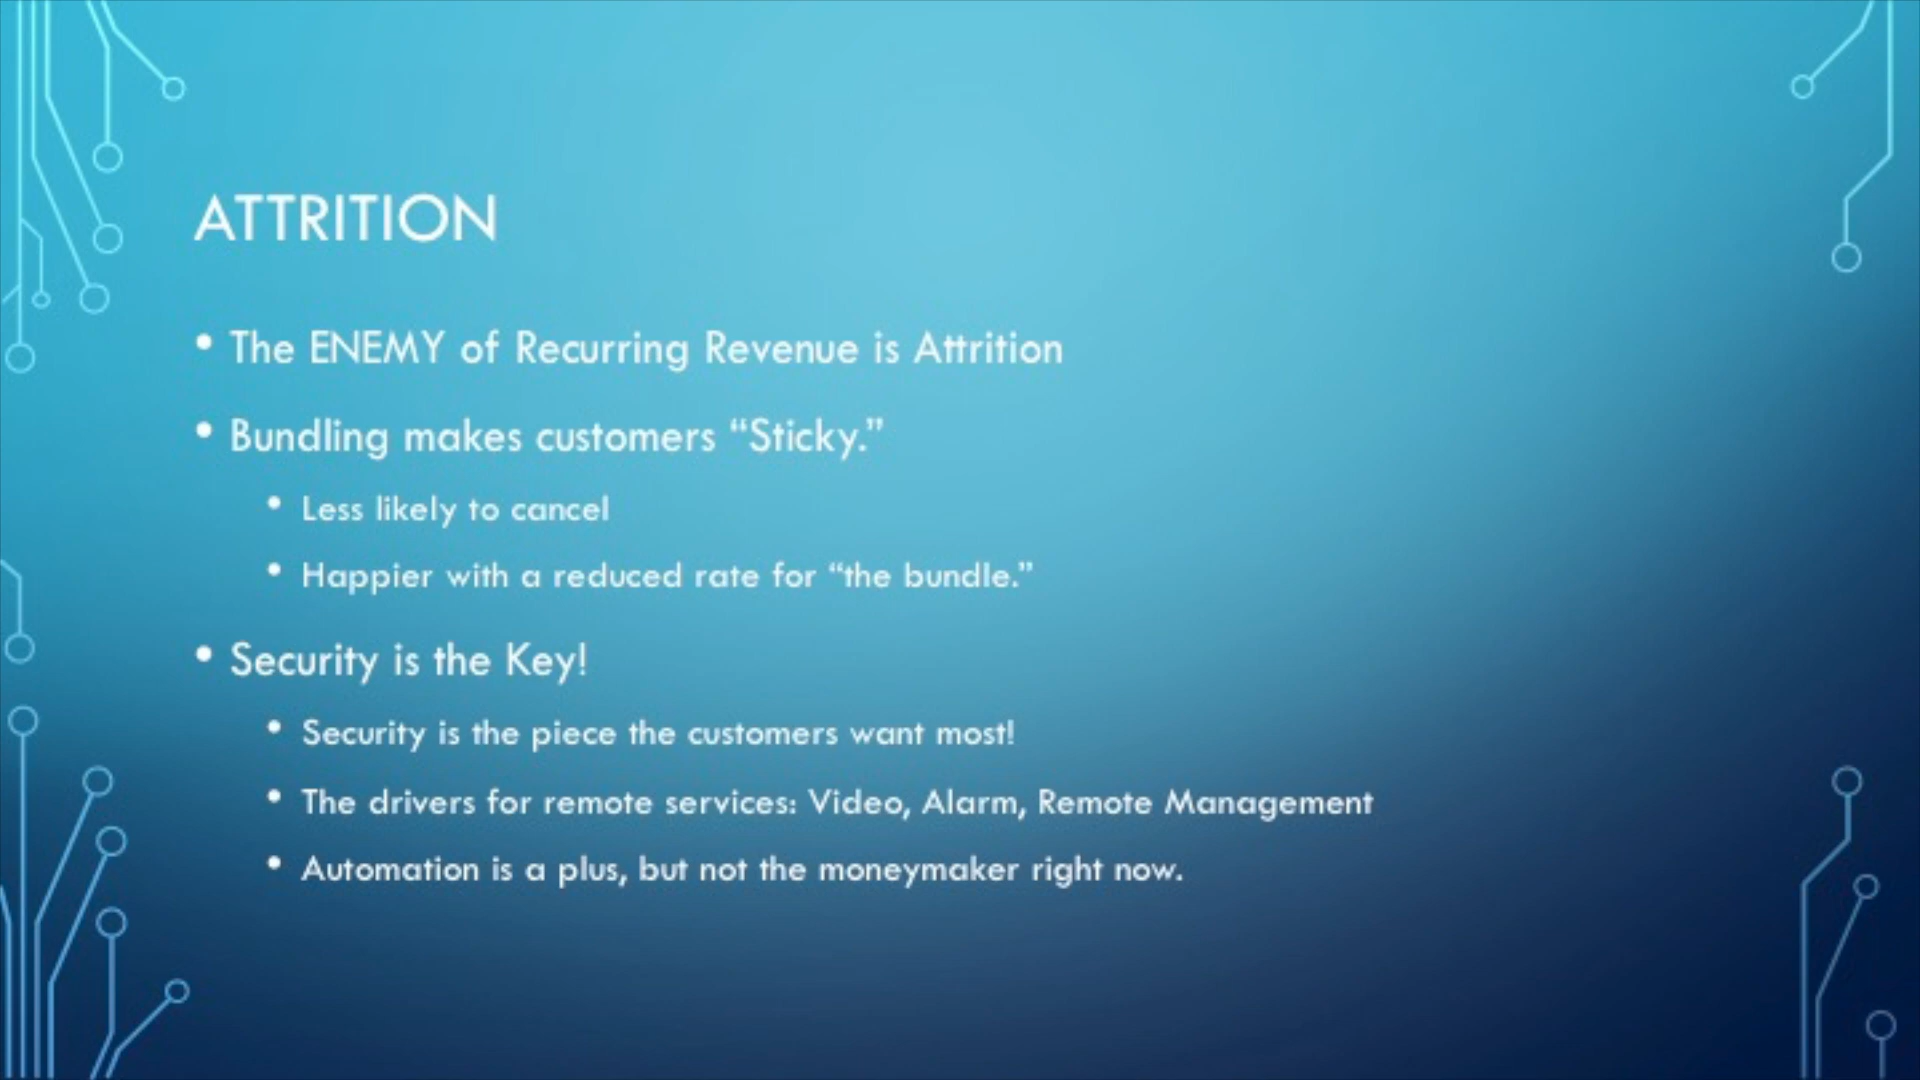 ATTRITION
• The ENEMY of Recurring Revenue is Attrition
• Bundling makes customers “Sticky.”
• Less likely to cancel
• Happier with a reduced rate for “the bundle.”
• Security is the Key!
• Security is the piece the customers want most!
• The drivers for remote services: Video, Alarm, Remote Management
• Automation is a plus, but not the moneymaker right now.